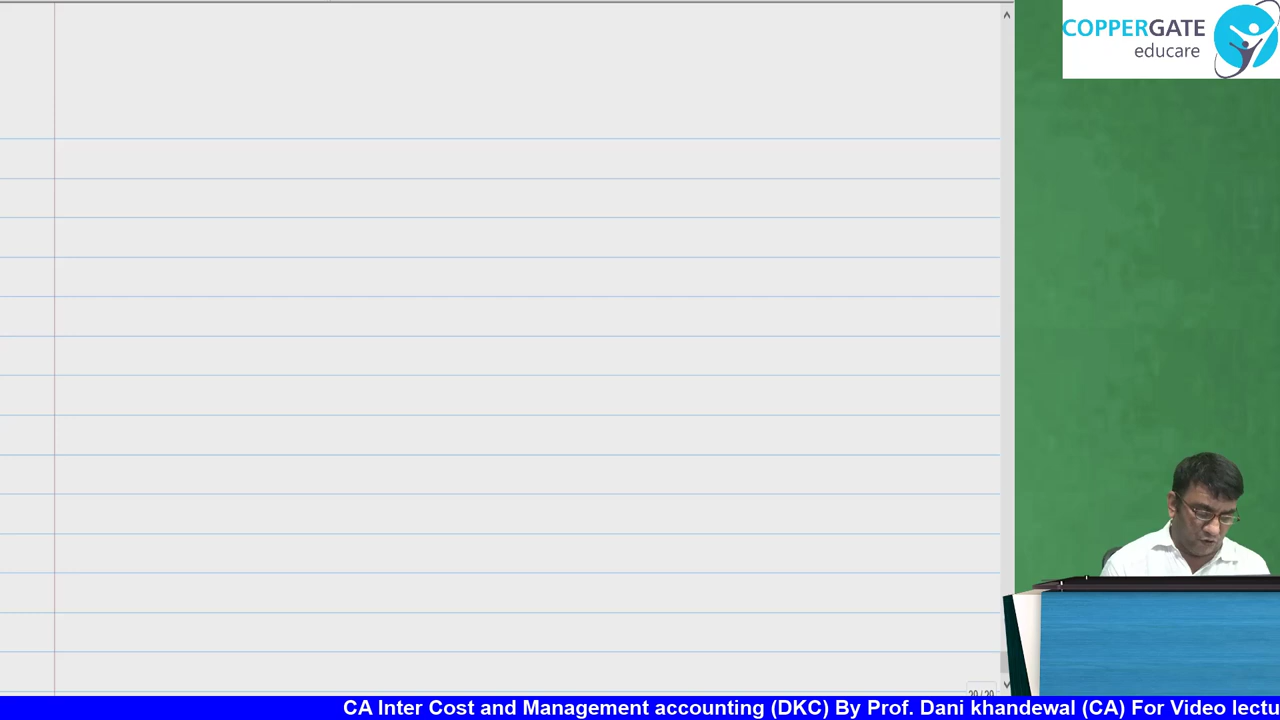 COPPERGATE
educare
CA Inter Cost and Management accounting (DKC) By Prof. Dani khandewal (CA) For Video lectu